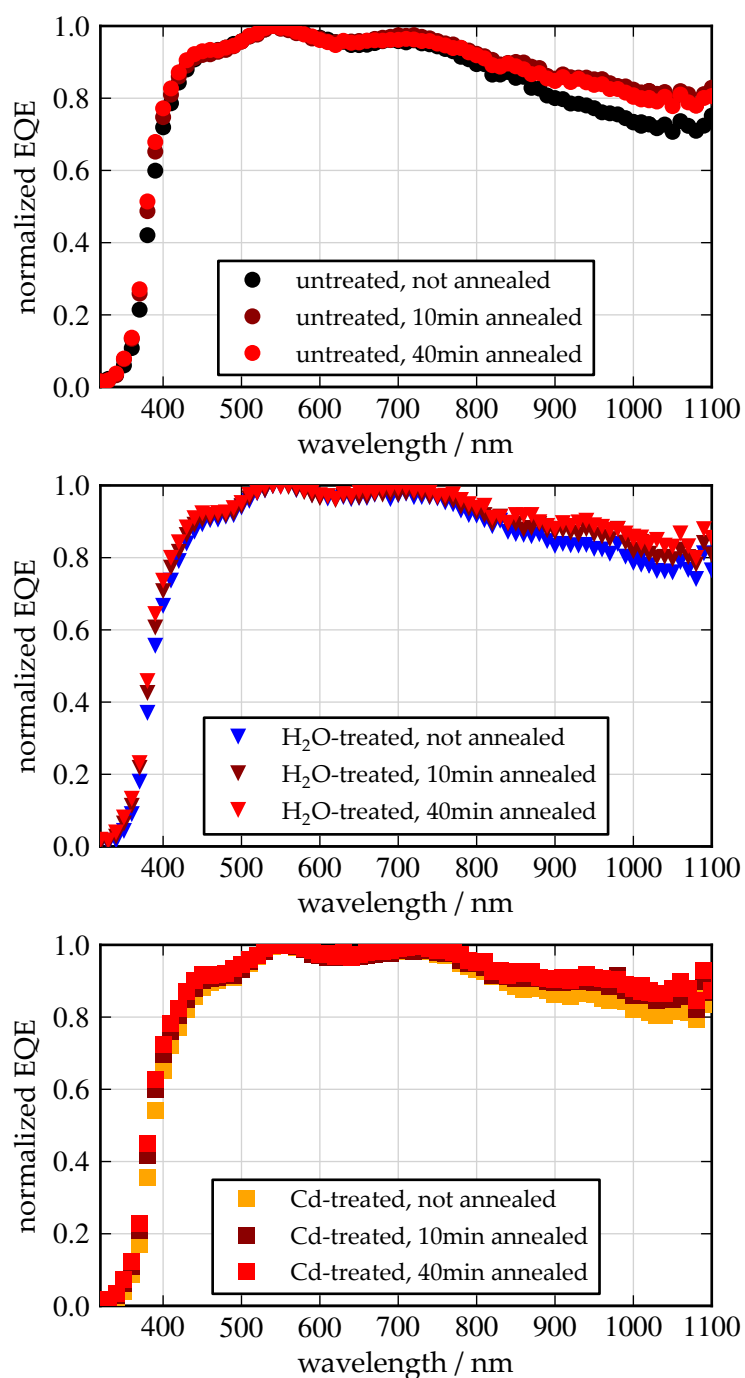 1.0
0.8
0.6
0.4
0.2
0.0
normalized EQE
untreated, not annealed
untreated, 10min annealed
untreated, 40min annealed
400 500 600 700 800 900 1000 1100
wavelength / nm
1.0
0.8
0.6
0.4
0.2
0.0
normalized EQE
H₂O-treated, not annealed
H₂O-treated, 10min annealed
H₂O-treated, 40min annealed
400 500 600 700 800 900 1000 1100
wavelength / nm
1.0
0.8
0.6
0.4
0.2
0.0
normalized EQE
Cd-treated, not annealed
Cd-treated, 10min annealed
Cd-treated, 40min annealed
400 500 600 700 800 900 1000 1100
wavelength / nm